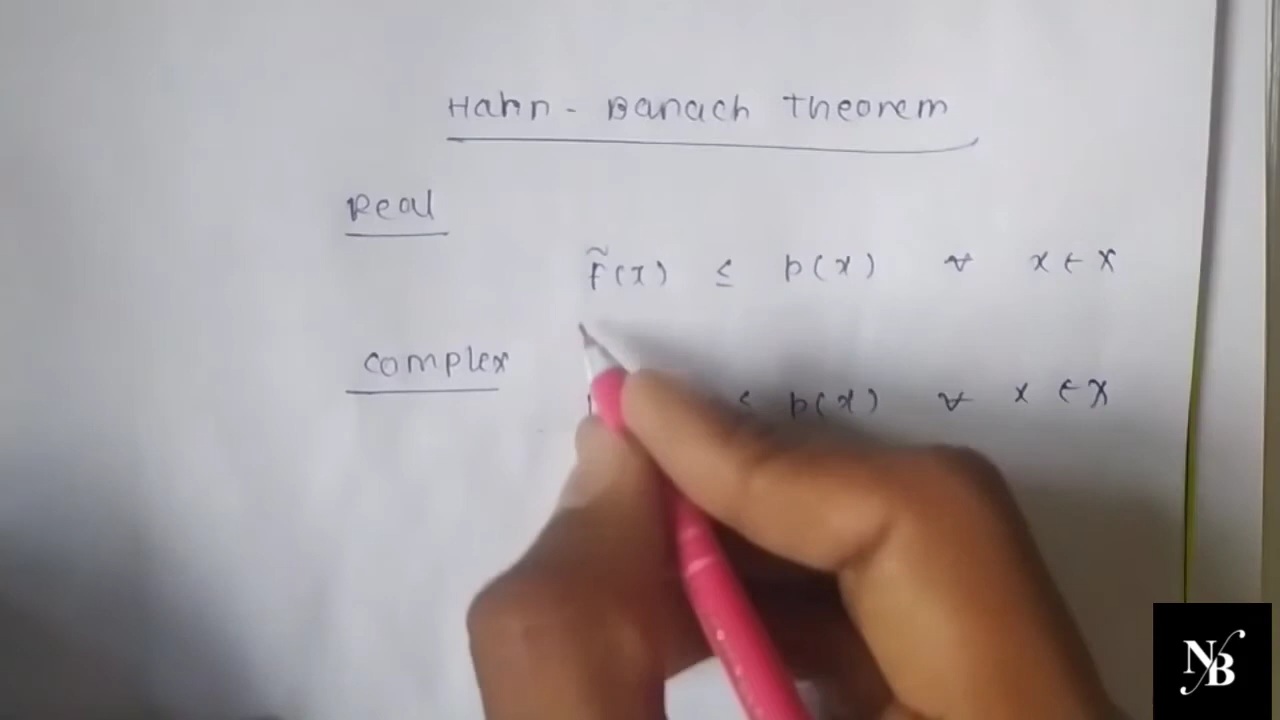 Hahn - Banach Theorem
Real
f̃(x) ≤ p(x) ∀ x ∈ X
Complex
≤ p(x) ∀ x ∈ X
NB